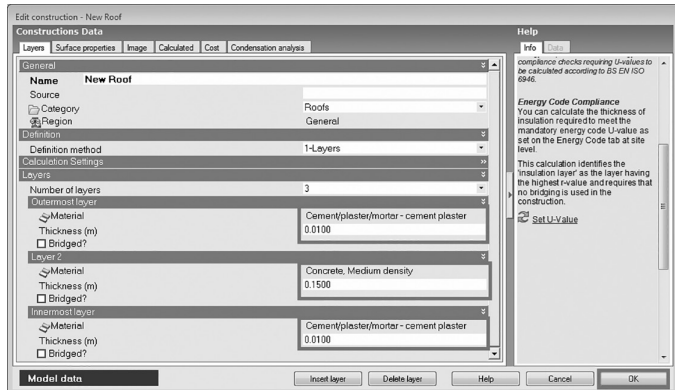 Edit construction - New Roof
Constructions Data
Layers Surface properties Image Calculated Cost Condensation analysis
General
Name New Roof
Source
Category Roofs
Region General
Definition
Definition method 1-Layers
Calculation Settings
Layers
Number of layers 3
Outermost layer
Material Cement/plaster/mortar - cement plaster
Thickness (m) 0.0100
Bridged?
Layer 2
Material Concrete, Medium density
Thickness (m) 0.1500
Bridged?
Innermost layer
Material Cement/plaster/mortar - cement plaster
Thickness (m) 0.0100
Bridged?
Model data
Insert layer Delete layer Help Cancel OK
Help
Info Data
compliance checks requiring U-values to
be calculated according to BS EN ISO
6946.
Energy Code Compliance
You can calculate the thickness of
insulation required to meet the
mandatory energy code U-value as
set on the Energy Code tab at site
level.
This calculation identifies the
'insulation layer' as the layer having
the highest r-value and requires that
no bridging is used in the
construction.
Set U-Value